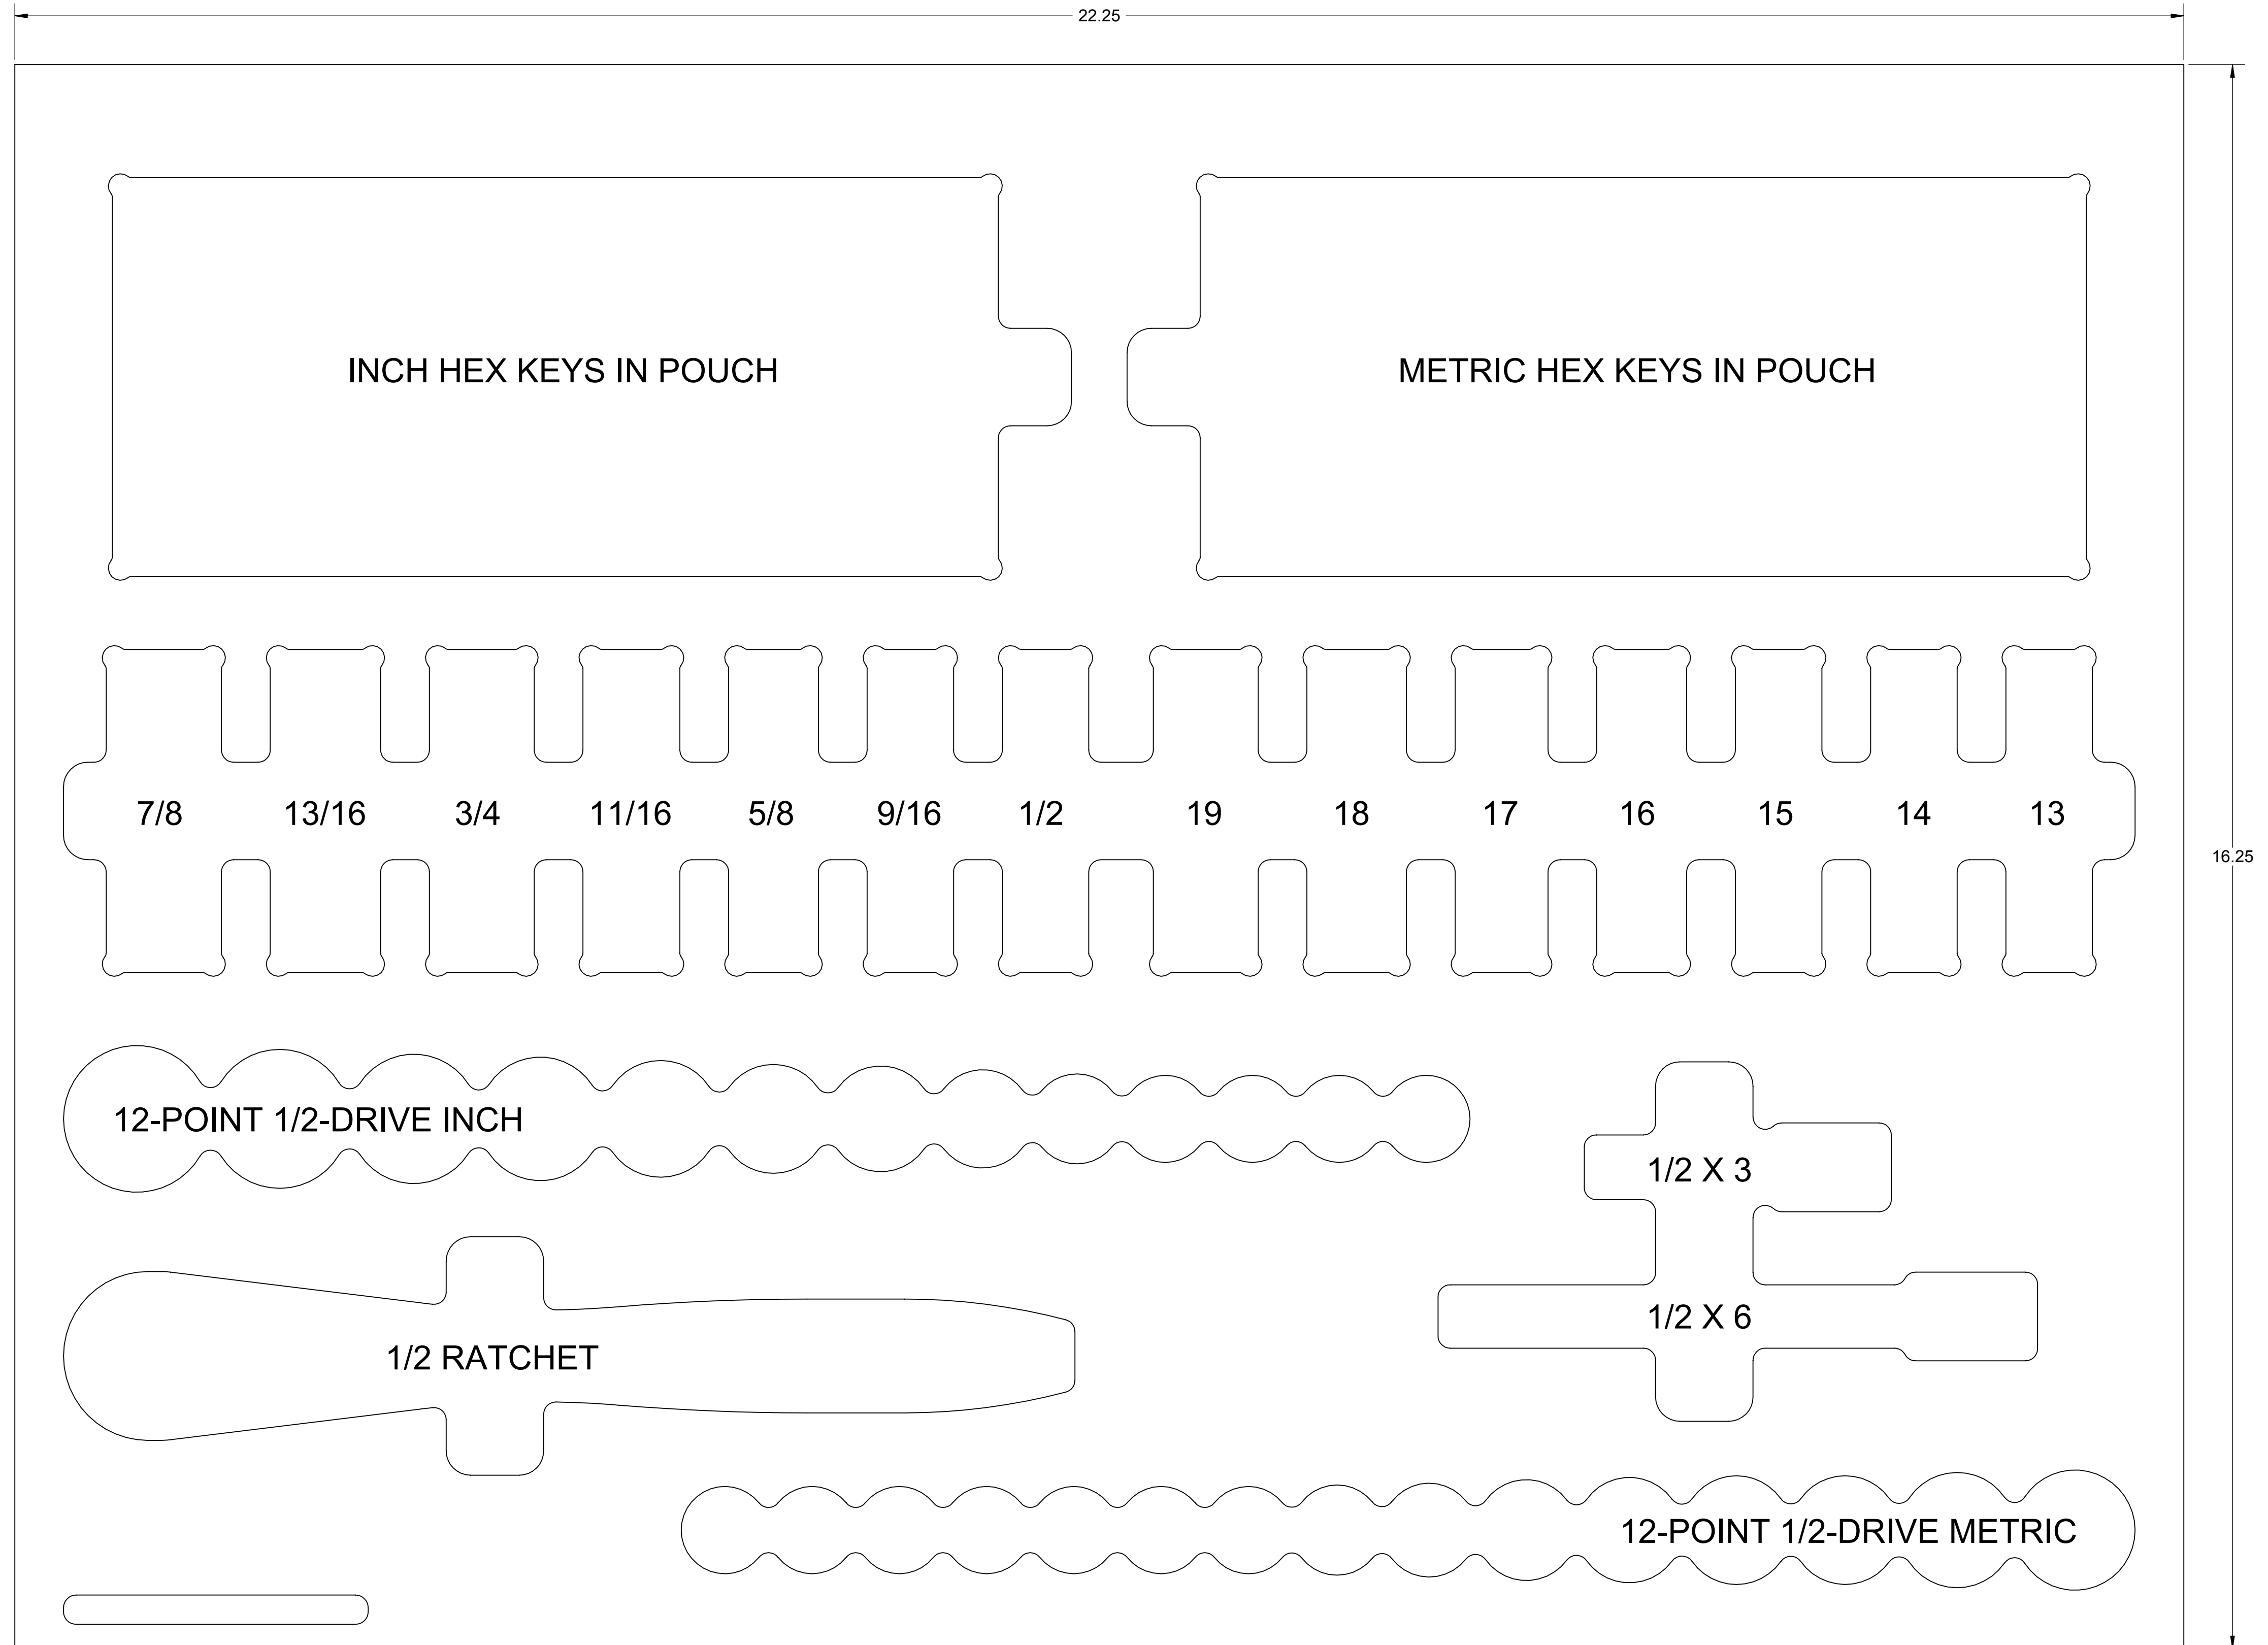 22.25
INCH HEX KEYS IN POUCH
METRIC HEX KEYS IN POUCH
7/8 13/16 3/4 11/16 5/8 9/16 1/2 19 18 17 16 15 14 13
16.25
12-POINT 1/2-DRIVE INCH
1/2 X 3
1/2 X 6
1/2 RATCHET
12-POINT 1/2-DRIVE METRIC